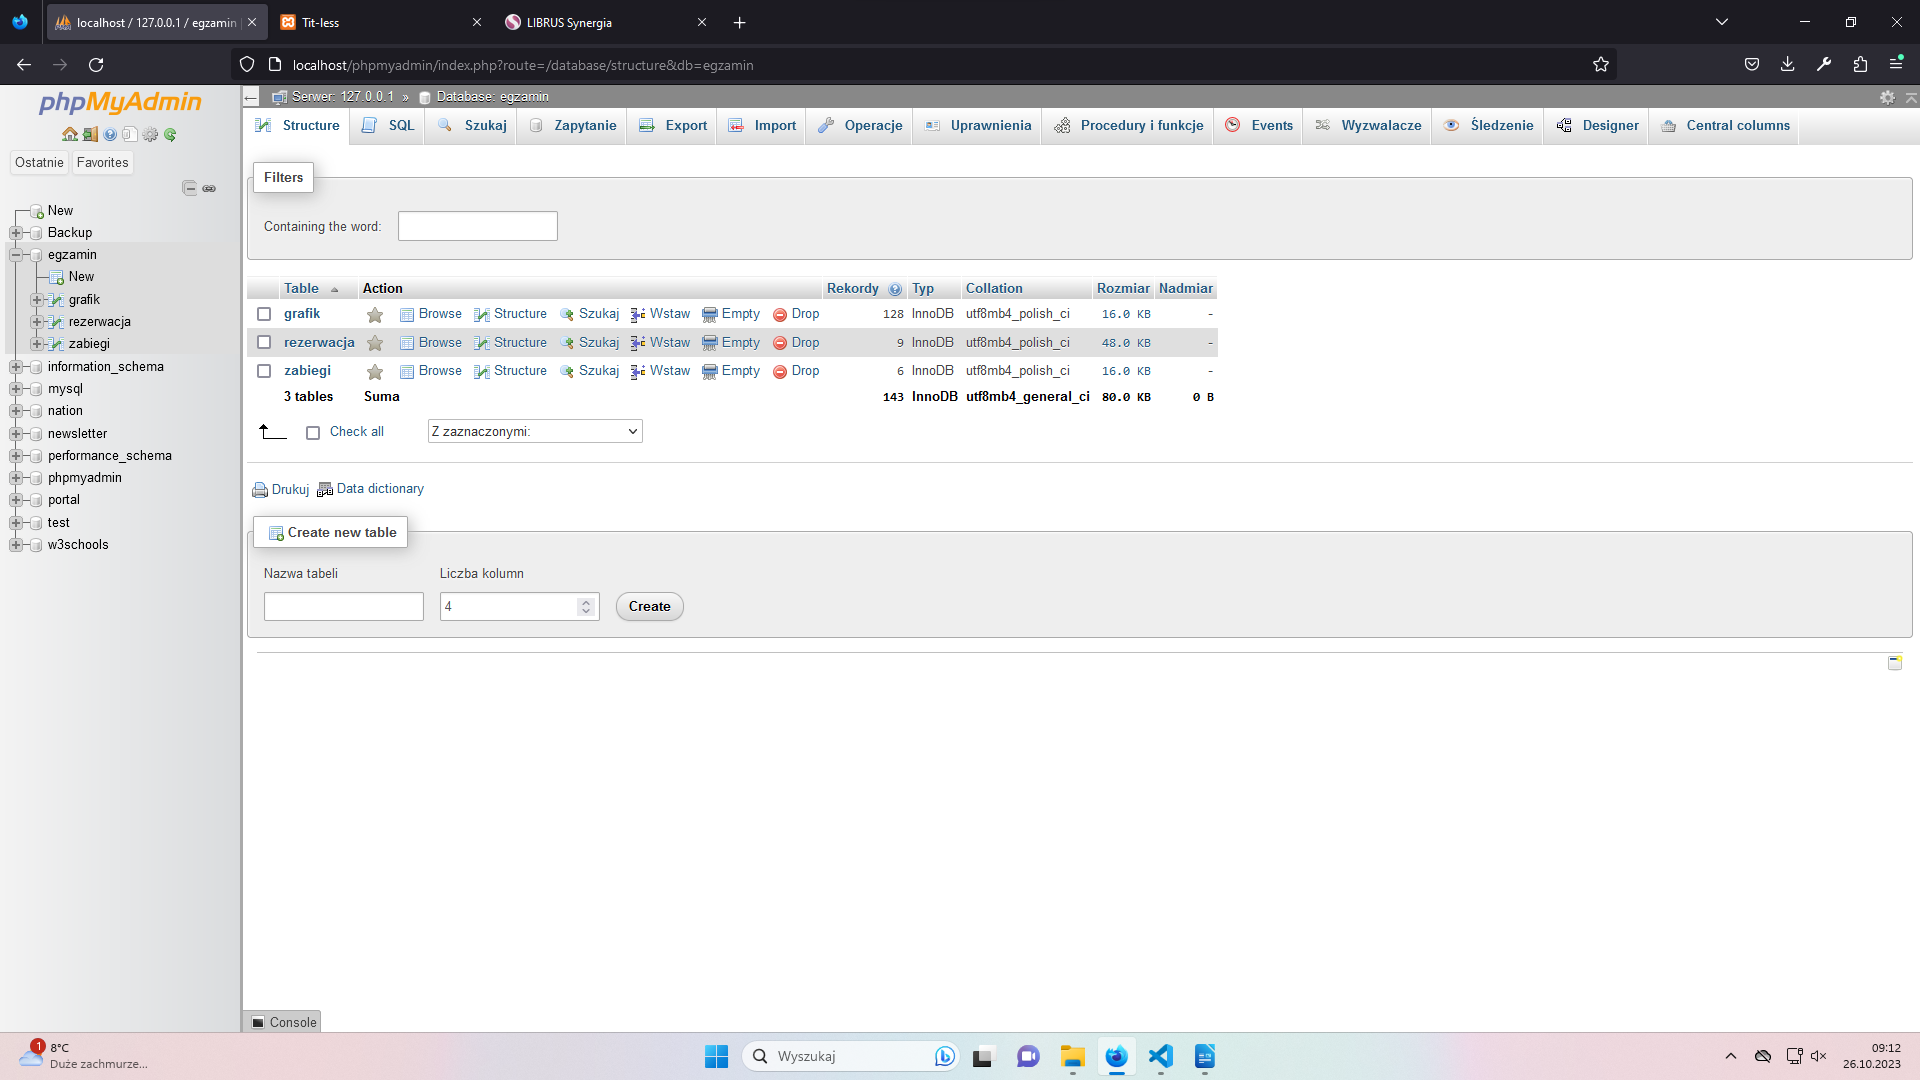 localhost / 127.0.0.1 / egzamin |
Tit-less
LIBRUS Synergia
localhost/phpmyadmin/index.php?route=/database/structure&db=egzamin
phpMyAdmin
Ostatnie Favorites
New
Backup
egzamin
New
grafik
rezerwacja
zabiegi
information_schema
mysql
nation
newsletter
performance_schema
phpmyadmin
portal
test
w3schools
Serwer: 127.0.0.1 » Database: egzamin
Structure SQL Szukaj Zapytanie Export Import Operacje Uprawnienia Procedury i funkcje Events Wyzwalacze Śledzenie Designer Central columns
Filters
Containing the word:
Table Action Rekordy Typ Collation Rozmiar Nadmiar
grafik Browse Structure Szukaj Wstaw Empty Drop 128 InnoDB utf8mb4_polish_ci 16.0 KB -
rezerwacja Browse Structure Szukaj Wstaw Empty Drop 9 InnoDB utf8mb4_polish_ci 48.0 KB -
zabiegi Browse Structure Szukaj Wstaw Empty Drop 6 InnoDB utf8mb4_polish_ci 16.0 KB -
3 tables Suma 143 InnoDB utf8mb4_general_ci 80.0 KB 0 B
Check all Z zaznaczonymi:
Drukuj Data dictionary
Create new table
Nazwa tabeli Liczba kolumn
4 Create
Console
1
8°C
Duże zachmurze...
Wyszukaj
09:12
26.10.2023